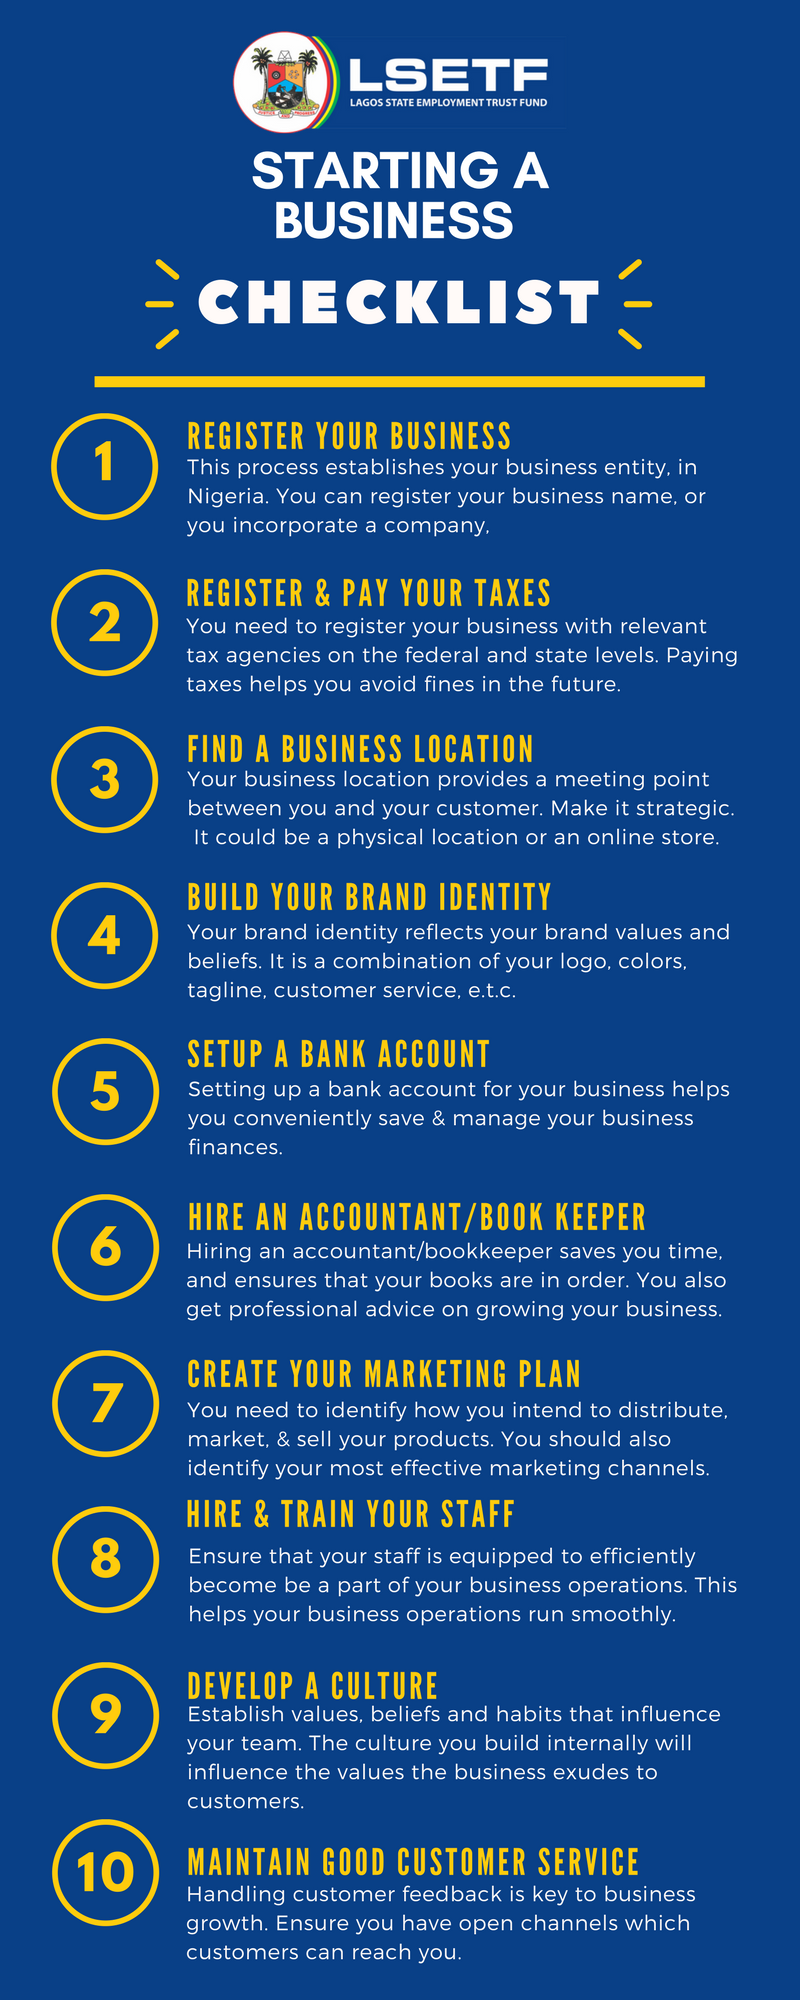 LSETF
LAGOS STATE EMPLOYMENT TRUST FUND
STARTING A
BUSINESS
CHECKLIST
1
REGISTER YOUR BUSINESS
This process establishes your business entity, in
Nigeria. You can register your business name, or
you incorporate a company,
2
REGISTER & PAY YOUR TAXES
You need to register your business with relevant
tax agencies on the federal and state levels. Paying
taxes helps you avoid fines in the future.
3
FIND A BUSINESS LOCATION
Your business location provides a meeting point
between you and your customer. Make it strategic.
It could be a physical location or an online store.
4
BUILD YOUR BRAND IDENTITY
Your brand identity reflects your brand values and
beliefs. It is a combination of your logo, colors,
tagline, customer service, e.t.c.
5
SETUP A BANK ACCOUNT
Setting up a bank account for your business helps
you conveniently save & manage your business
finances.
6
HIRE AN ACCOUNTANT/BOOK KEEPER
Hiring an accountant/bookkeeper saves you time,
and ensures that your books are in order. You also
get professional advice on growing your business.
7
CREATE YOUR MARKETING PLAN
You need to identify how you intend to distribute,
market, & sell your products. You should also
identify your most effective marketing channels.
8
HIRE & TRAIN YOUR STAFF
Ensure that your staff is equipped to efficiently
become be a part of your business operations. This
helps your business operations run smoothly.
9
DEVELOP A CULTURE
Establish values, beliefs and habits that influence
your team. The culture you build internally will
influence the values the business exudes to
customers.
10
MAINTAIN GOOD CUSTOMER SERVICE
Handling customer feedback is key to business
growth. Ensure you have open channels which
customers can reach you.